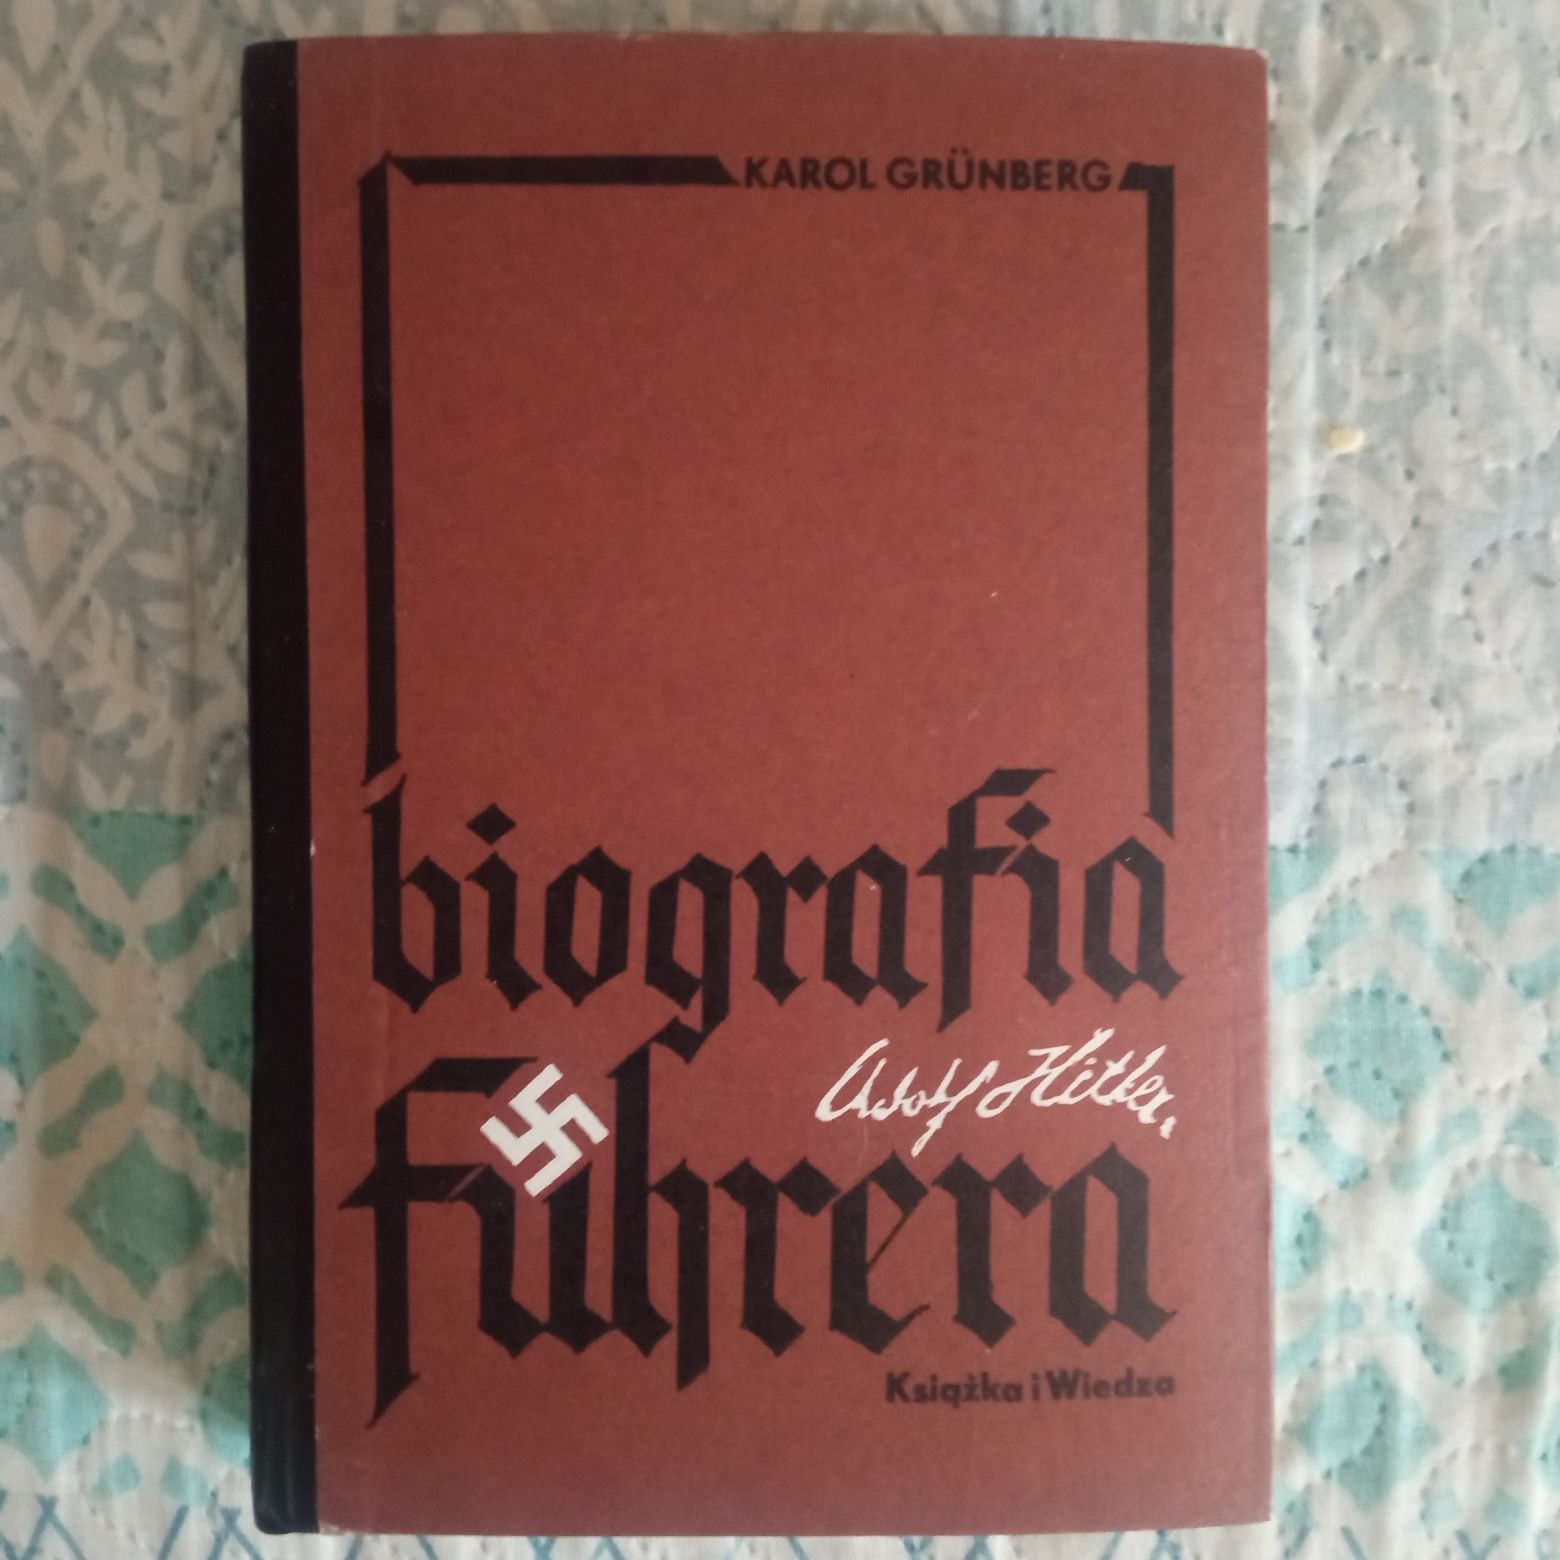 KAROL GRÜNBERG
biografia
Adolf Hitler
führera
Książka i Wiedza